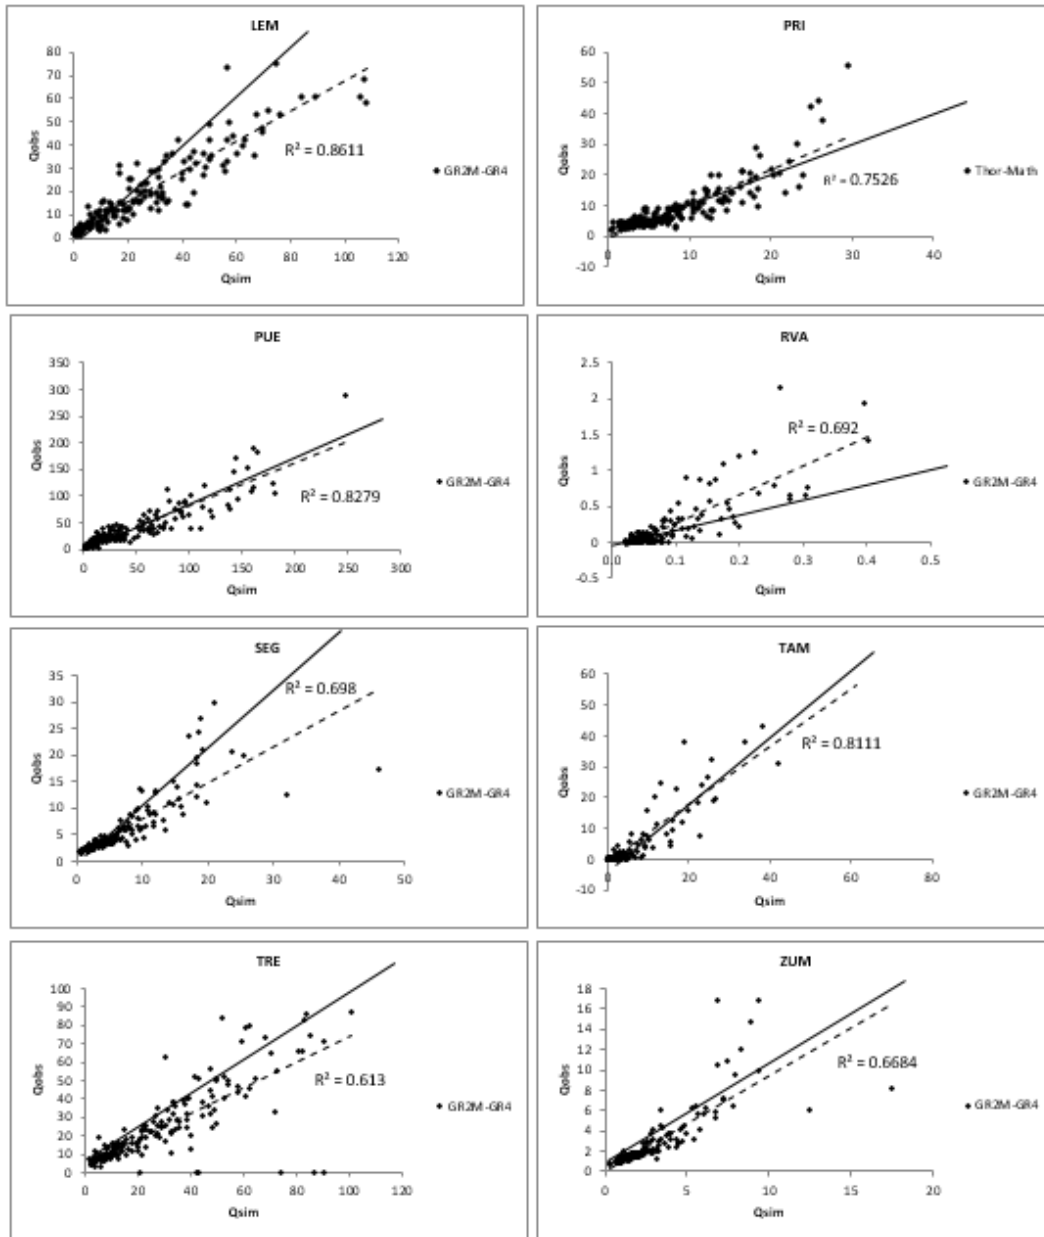 LEM
80
70
60
50
40
30
20
10
0
Qobs
0 20 40 60 80 100 120
Qsim
R² = 0.8611
GR2M-GR4
PRI
60
50
40
30
20
10
0
-10
Qobs
0 10 20 30 40
Qsim
R² = 0.7526
Thor-Math
PUE
350
300
250
200
150
100
50
0
Qobs
0 50 100 150 200 250 300
Qsim
R² = 0.8279
GR2M-GR4
RVA
2.5
2
1.5
1
0.5
0
-0.5
Qobs
0.0 0.1 0.2 0.3 0.4 0.5
Qsim
R² = 0.692
GR2M-GR4
SEG
35
30
25
20
15
10
5
0
Qobs
0 10 20 30 40 50
Qsim
R² = 0.698
GR2M-GR4
TAM
60
50
40
30
20
10
0
-10
Qobs
0 20 40 60 80
Qsim
R² = 0.8111
GR2M-GR4
TRE
100
90
80
70
60
50
40
30
20
10
0
Qobs
0 20 40 60 80 100 120
Qsim
R² = 0.613
GR2M-GR4
ZUM
18
16
14
12
10
8
6
4
2
0
Qobs
0 5 10 15 20
Qsim
R² = 0.6684
GR2M-GR4